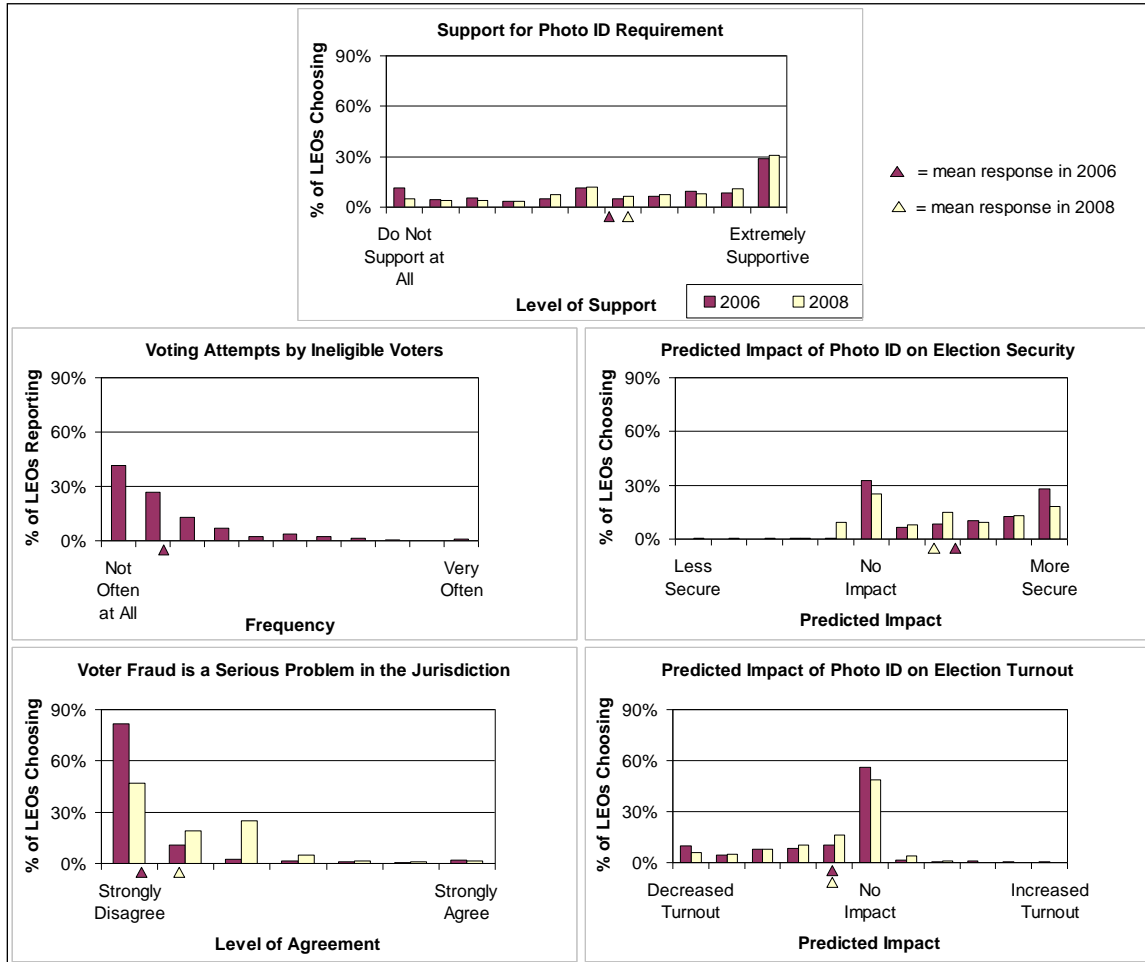 Support for Photo ID Requirement
% of LEOs Choosing
90%
60%
30%
0%
Do Not
Support at
All
Extremely
Supportive
Level of Support
2006 2008
= mean response in 2006
= mean response in 2008
Voting Attempts by Ineligible Voters
% of LEOs Reporting
90%
60%
30%
0%
Not
Often
at All
Very
Often
Frequency
Predicted Impact of Photo ID on Election Security
% of LEOs Choosing
90%
60%
30%
0%
Less
Secure
No
Impact
More
Secure
Predicted Impact
Voter Fraud is a Serious Problem in the Jurisdiction
% of LEOs Choosing
90%
60%
30%
0%
Strongly
Disagree
Strongly
Agree
Level of Agreement
Predicted Impact of Photo ID on Election Turnout
% of LEOs Choosing
90%
60%
30%
0%
Decreased
Turnout
No
Impact
Increased
Turnout
Predicted Impact